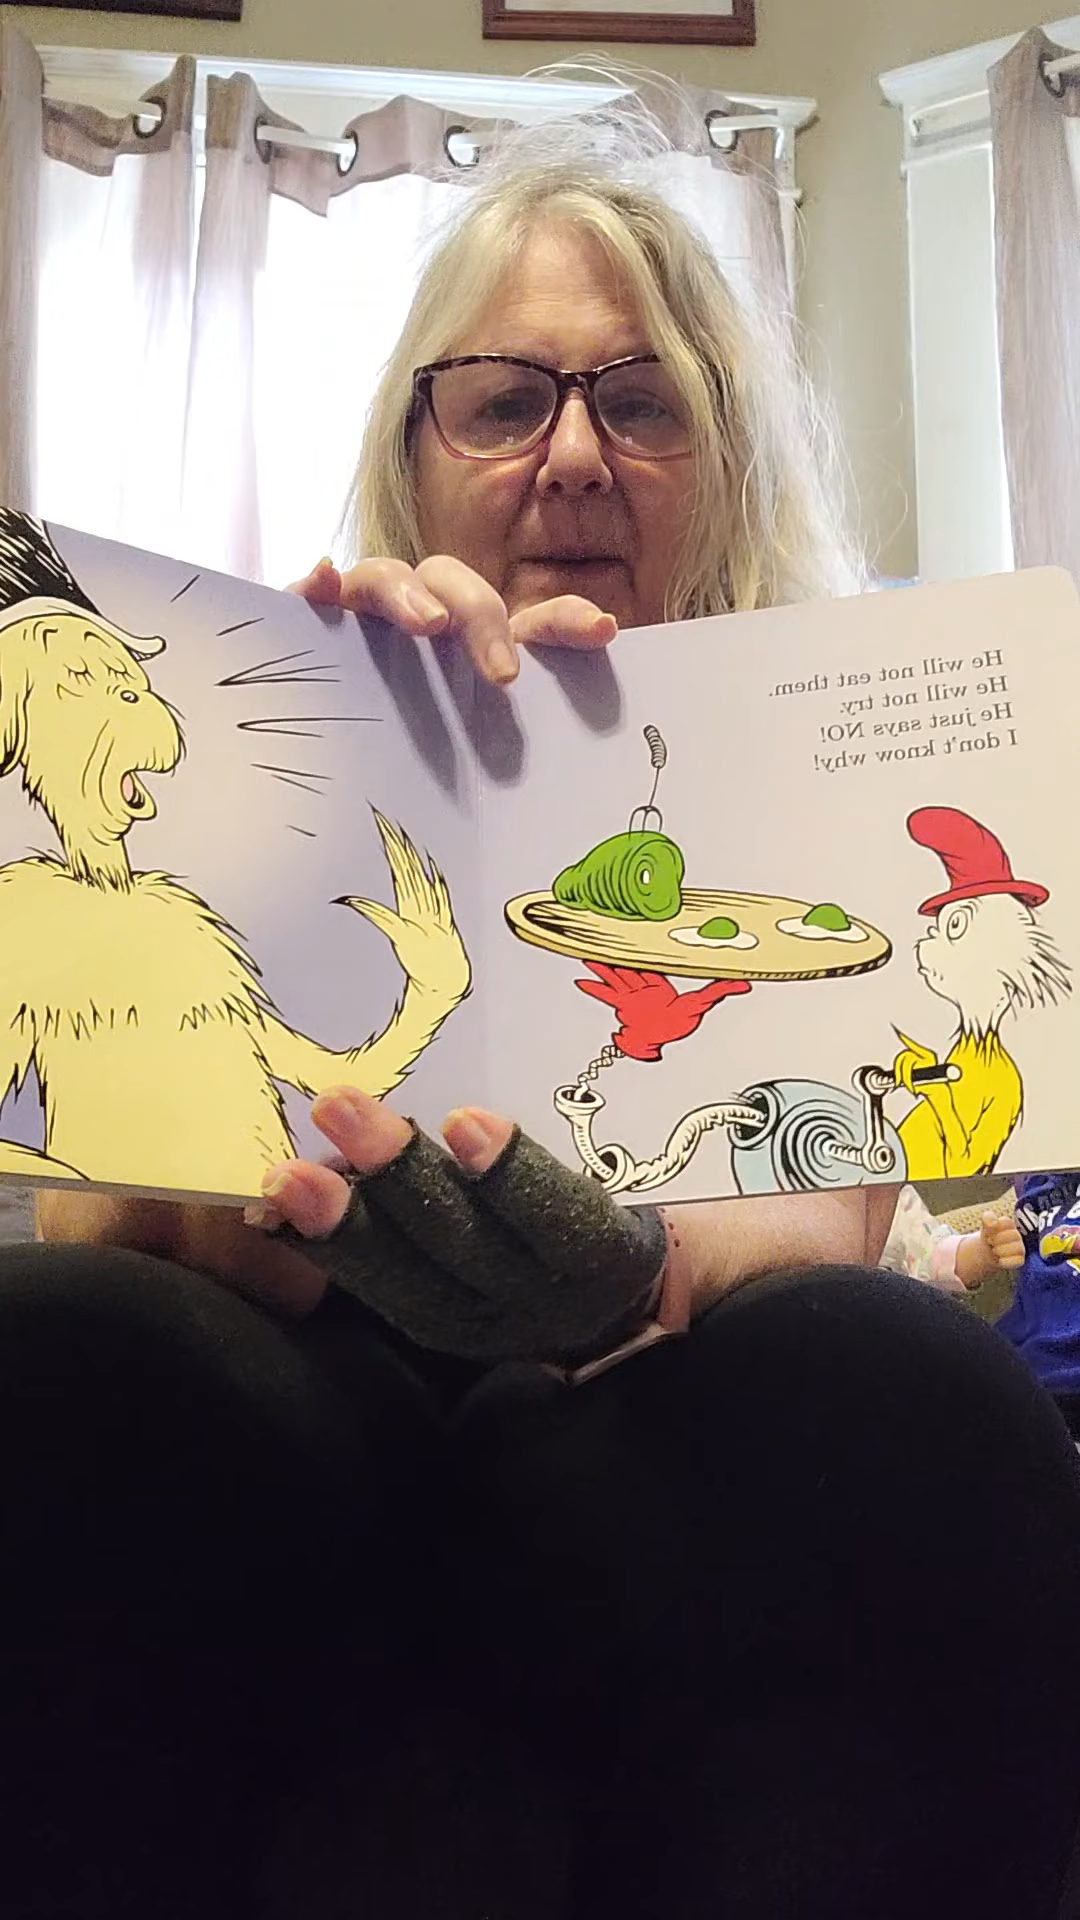 He will not eat them.
He will not try.
He just says NO!
I don't know why!